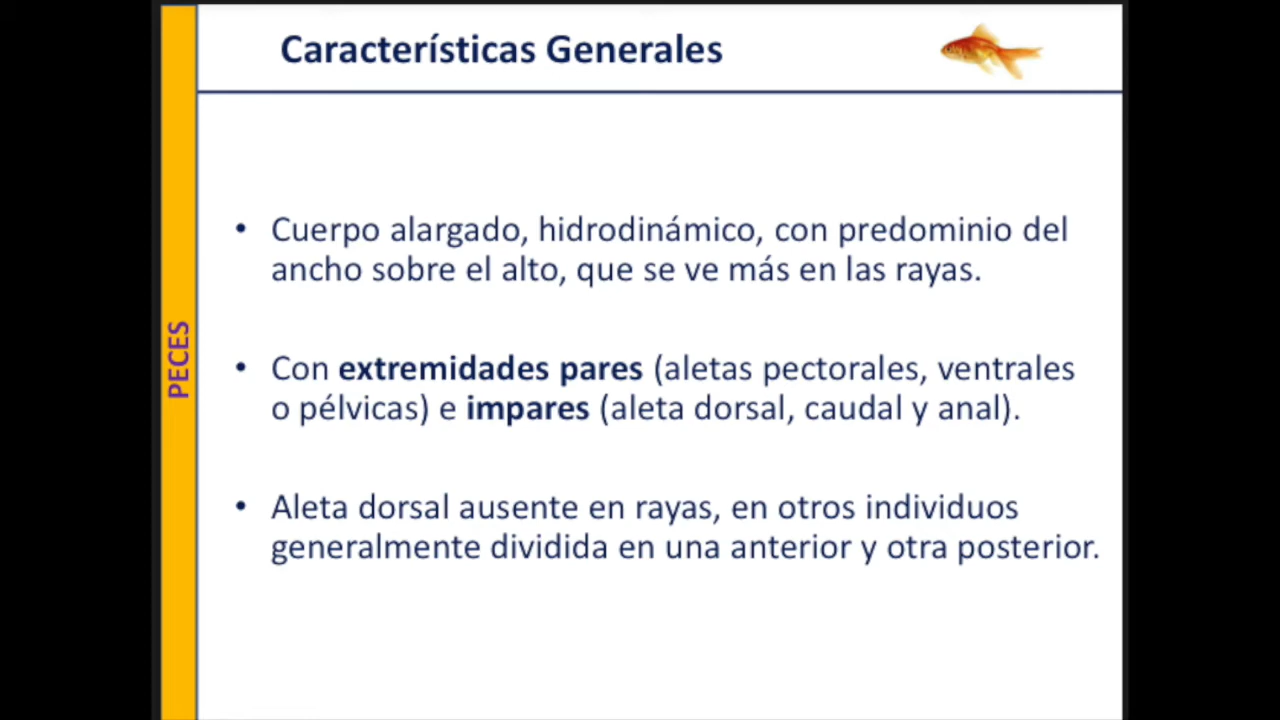 Características Generales
PECES
• Cuerpo alargado, hidrodinámico, con predominio del
ancho sobre el alto, que se ve más en las rayas.
• Con extremidades pares (aletas pectorales, ventrales
o pélvicas) e impares (aleta dorsal, caudal y anal).
• Aleta dorsal ausente en rayas, en otros individuos
generalmente dividida en una anterior y otra posterior.